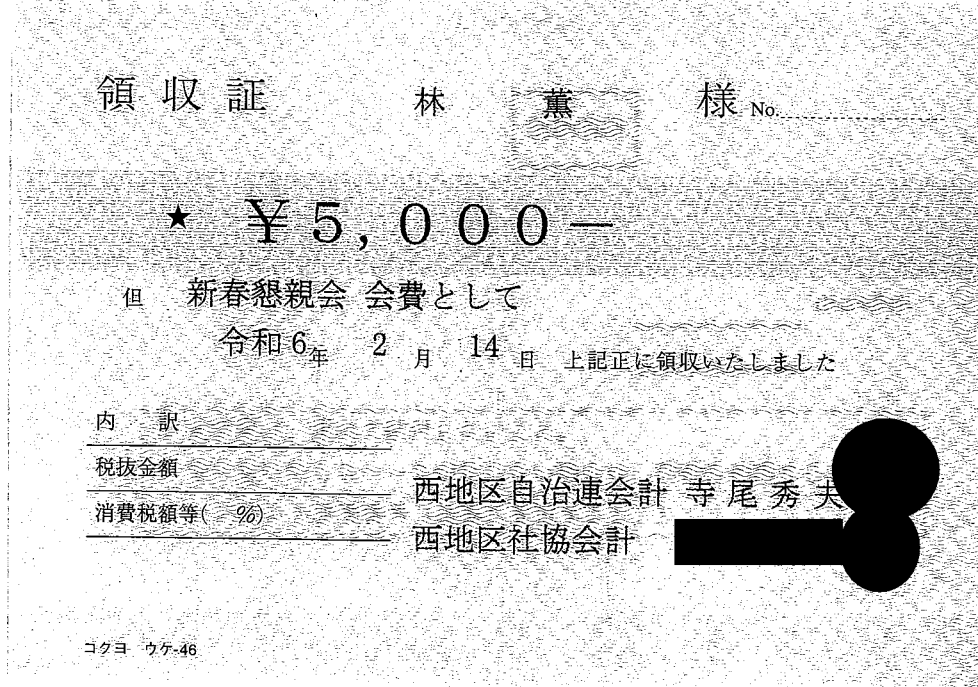 領収証 林 薫 様 No.
★ ¥5,000-
但 新春懇親会 会費として
令和6年 2月 14日 上記正に領収いたしました
内 訳
税抜金額
消費税額等( %)
西地区自治連会計 寺尾秀夫
西地区社協会計
コクヨ ウケ-46